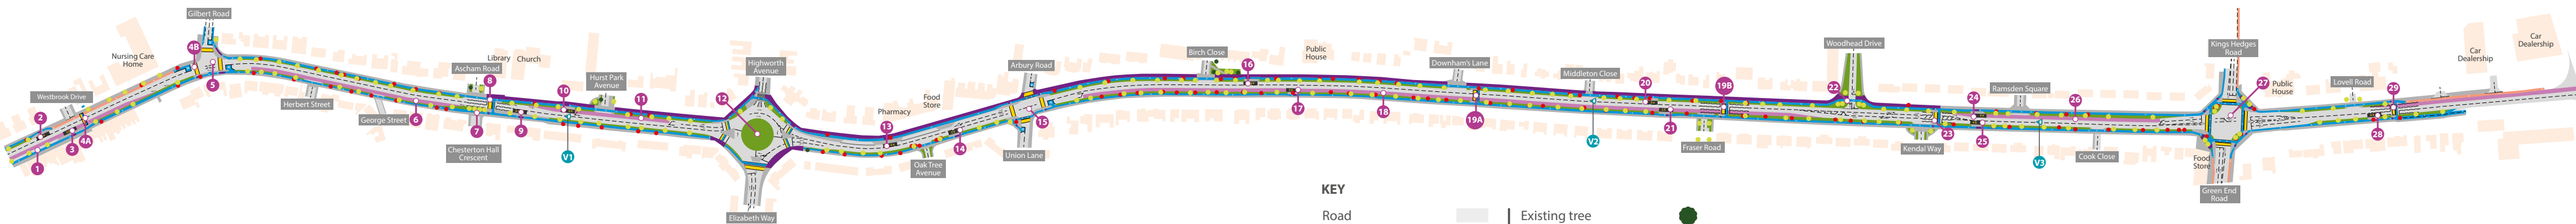 Gilbert Road
4B
Nursing Care
Home
Westbrook Drive
2
1
3
4A
5
Herbert Street
George Street
6
Library
Church
Ascham Road
8
7
Chesterton Hall
Crescent
9
10
V1
Hurst Park
Avenue
11
12
Highworth
Avenue
Elizabeth Way
Pharmacy
13
Food
Store
Oak Tree
Avenue
14
Arbury Road
15
Union Lane
Birch Close
16
Public
House
17
18
Downham's Lane
19A
Middleton Close
V2
20
21
19B
Fraser Road
Woodhead Drive
22
Kendal Way
23
24
25
Ramsden Square
V3
26
Cook Close
Kings Hedges
Road
27
Public
House
Food
Store
Green End
Road
Lovell Road
29
28
Car
Dealership
Car
Dealership
KEY
Road
Existing tree